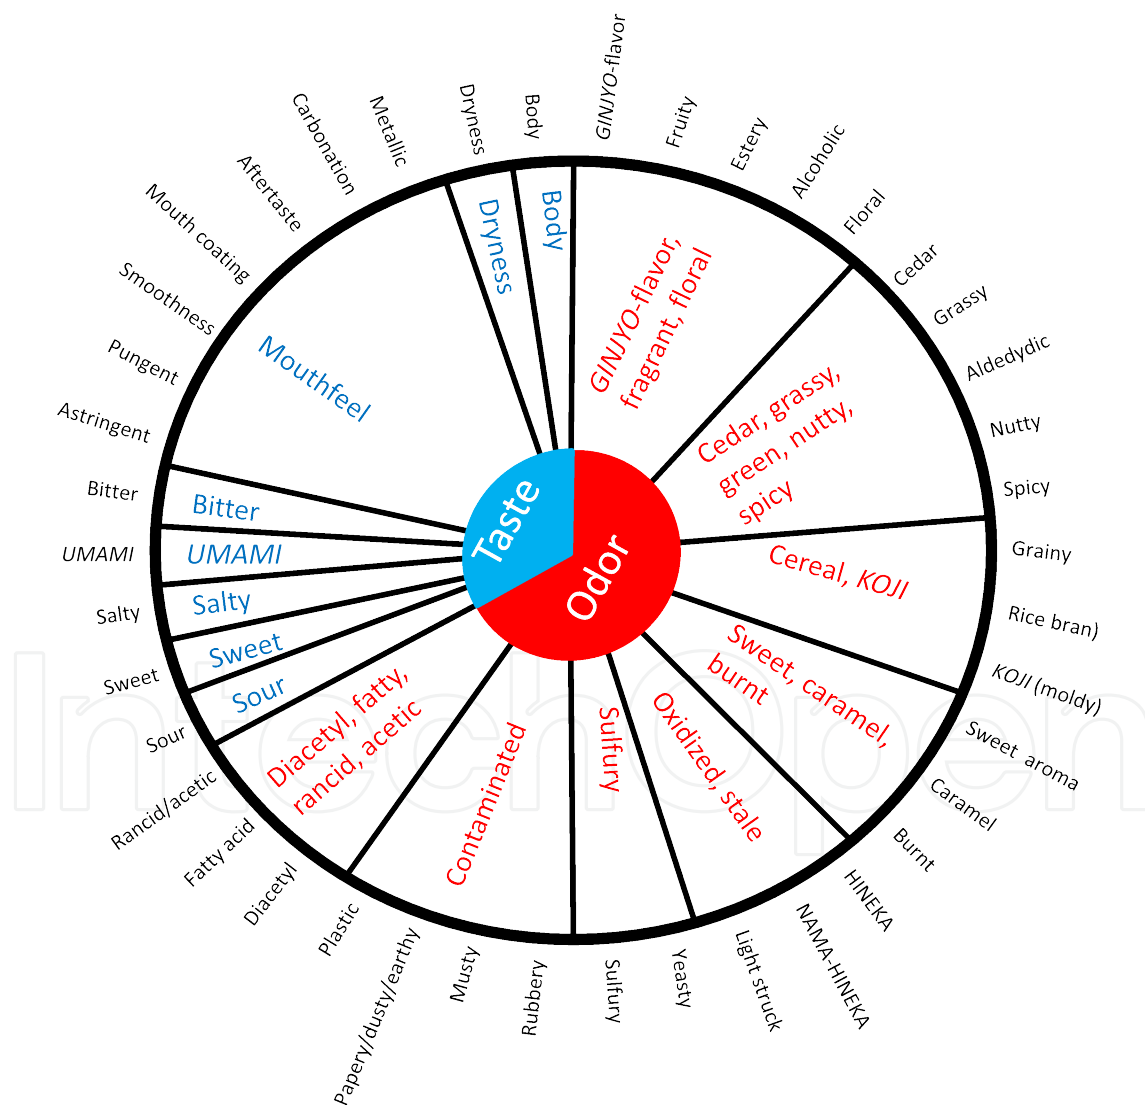 GINJYO-flavor
Fruity
Estery
Alcoholic
Floral
Cedar
Grassy
Aldedydic
Nutty
Spicy
Grainy
Rice bran)
KOJI (moldy)
Sweet aroma
Caramel
Burnt
HINEKA
NAMA-HINEKA
Light struck
Yeasty
Sulfury
Rubbery
Musty
Papery/dusty/earthy
Plastic
Diacetyl
Fatty acid
Rancid/acetic
Sour
Sweet
Salty
UMAMI
Bitter
Astringent
Pungent
Smoothness
Mouth coating
Aftertaste
Carbonation
Metallic
Dryness
Body
GINJYO-flavor,
fragrant, floral
Cedar, grassy,
green, nutty,
spicy
Cereal, KOJI
Sweet, caramel,
burnt
Oxidized, stale
Sulfury
Contaminated
Diacetyl, fatty,
rancid, acetic
Sour
Sweet
Salty
UMAMI
Bitter
Mouthfeel
Dryness
Body
Taste
Odor
IntechOpen